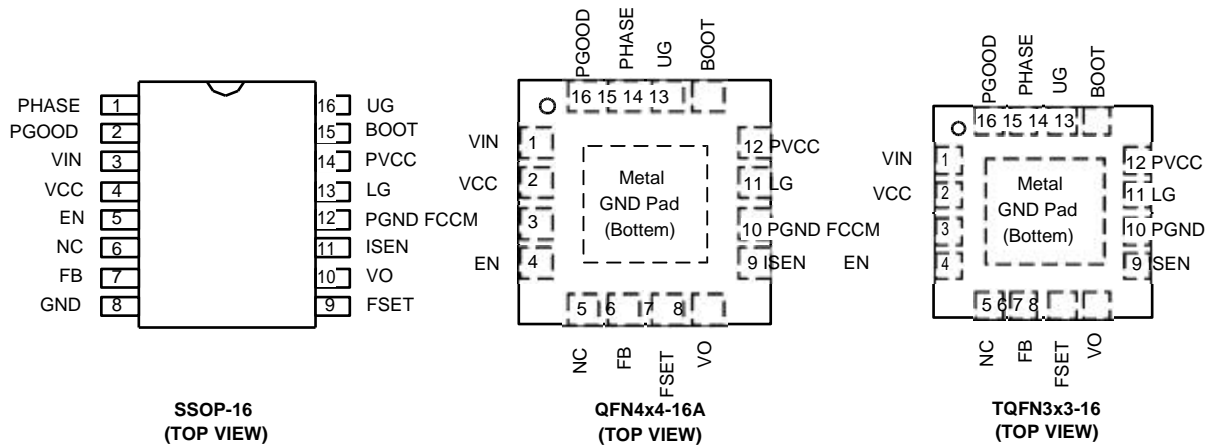 PHASE 1
PGOOD 2
VIN 3
VCC 4
EN 5
NC 6
FB 7
GND 8
16 UG
15 BOOT
14 PVCC
13 LG
12 PGND FCCM
11 ISEN
10 VO
9 FSET
SSOP-16
(TOP VIEW)
PGOOD
PHASE
UG
BOOT
16 15 14 13
VIN 1
VCC 2
3
EN 4
Metal
GND Pad
(Bottem)
12 PVCC
11 LG
10 PGND FCCM
9 ISEN
5 6 7 8
NC
FB
FSET
VO
QFN4x4-16A
(TOP VIEW)
PGOOD
PHASE
UG
BOOT
16 15 14 13
VIN 1
VCC 2
3
EN 4
Metal
GND Pad
(Bottem)
12 PVCC
11 LG
10 PGND
9 ISEN
5 6 7 8
NC
FB
FSET
VO
TQFN3x3-16
(TOP VIEW)